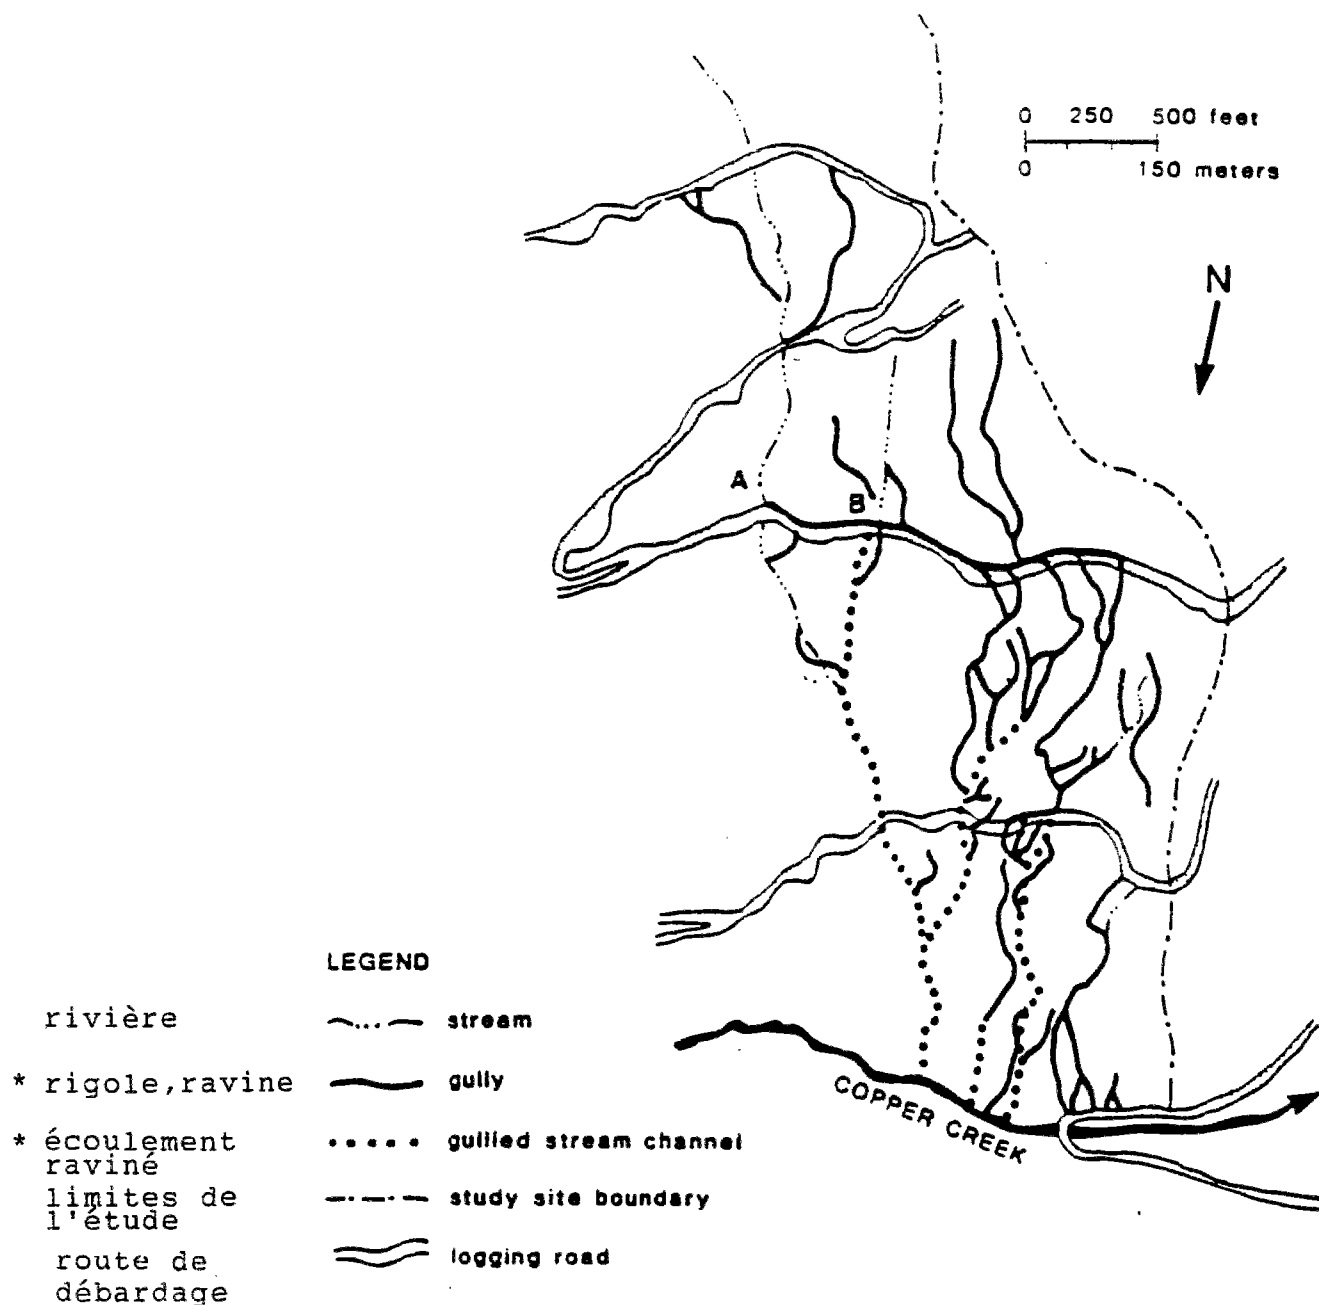 0 250 500 feet
0 150 meters
N
A
B
COPPER CREEK
LEGEND
rivière stream
* rigole,ravine gully
* écoulement raviné gullied stream channel
limites de l'étude study site boundary
route de débardage logging road